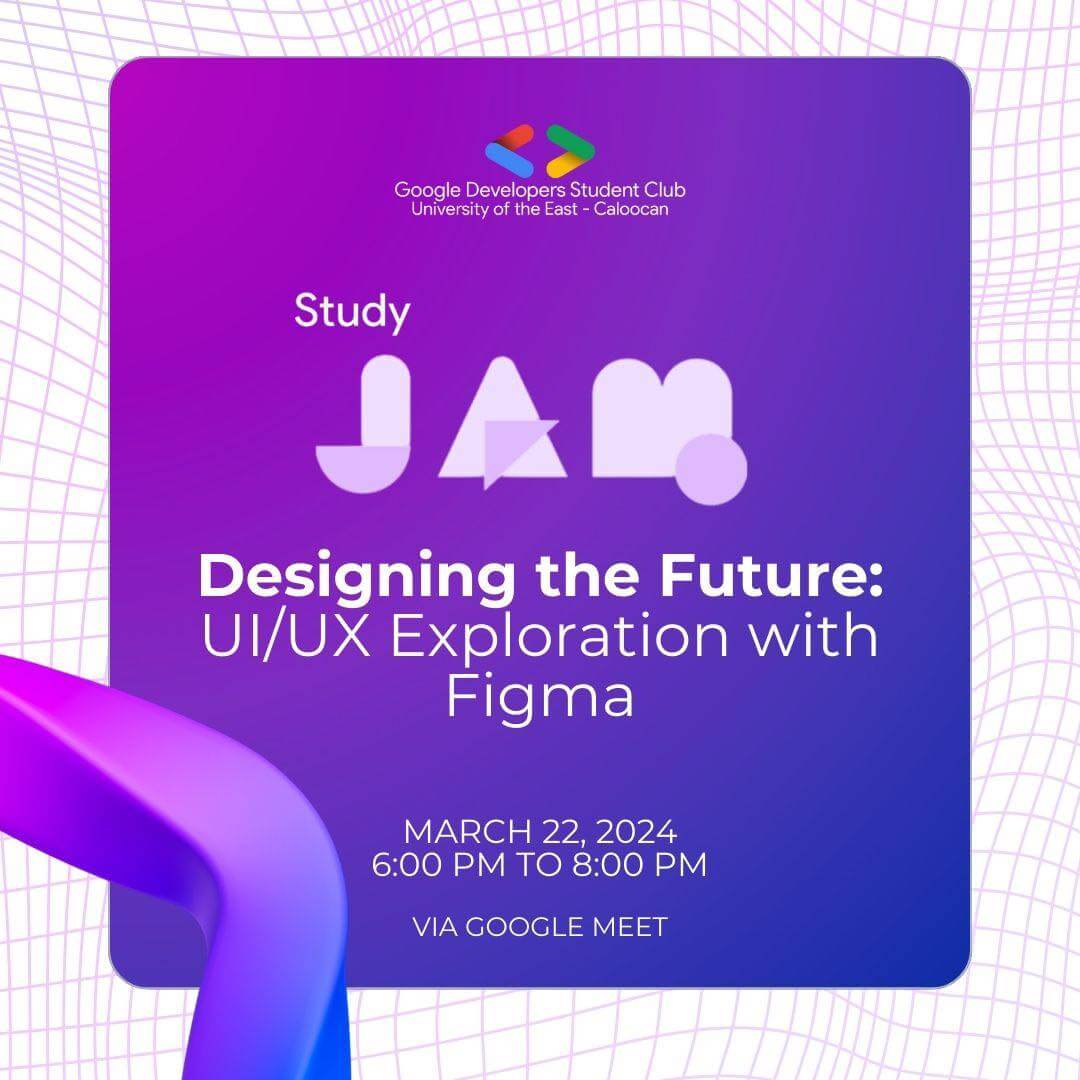 Google Developers Student Club
University of the East - Caloocan
Study
JAM
Designing the Future:
UI/UX Exploration with
Figma
MARCH 22, 2024
6:00 PM TO 8:00 PM
VIA GOOGLE MEET